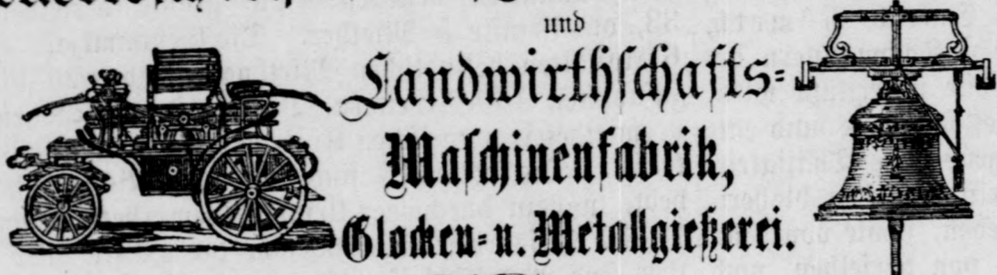 und
Landwirthschafts-
Maschinenfabrik,
Glocken- u. Metallgießerei.